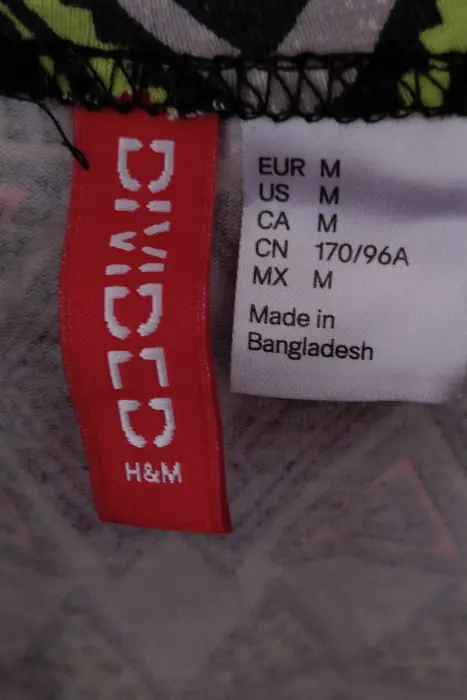 DIVIDED
H&M
EUR M
US M
CA M
CN 170/96A
MX M
Made in
Bangladesh